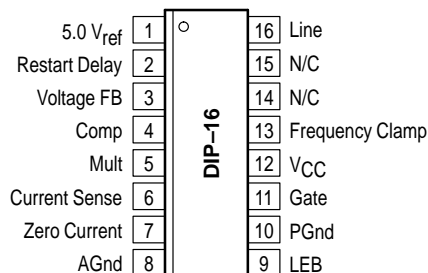 5.0 Vref 1 16 Line
Restart Delay 2 15 N/C
Voltage FB 3 14 N/C
Comp 4 13 Frequency Clamp
Mult 5 12 VCC
Current Sense 6 11 Gate
Zero Current 7 10 PGnd
AGnd 8 9 LEB
DIP–16